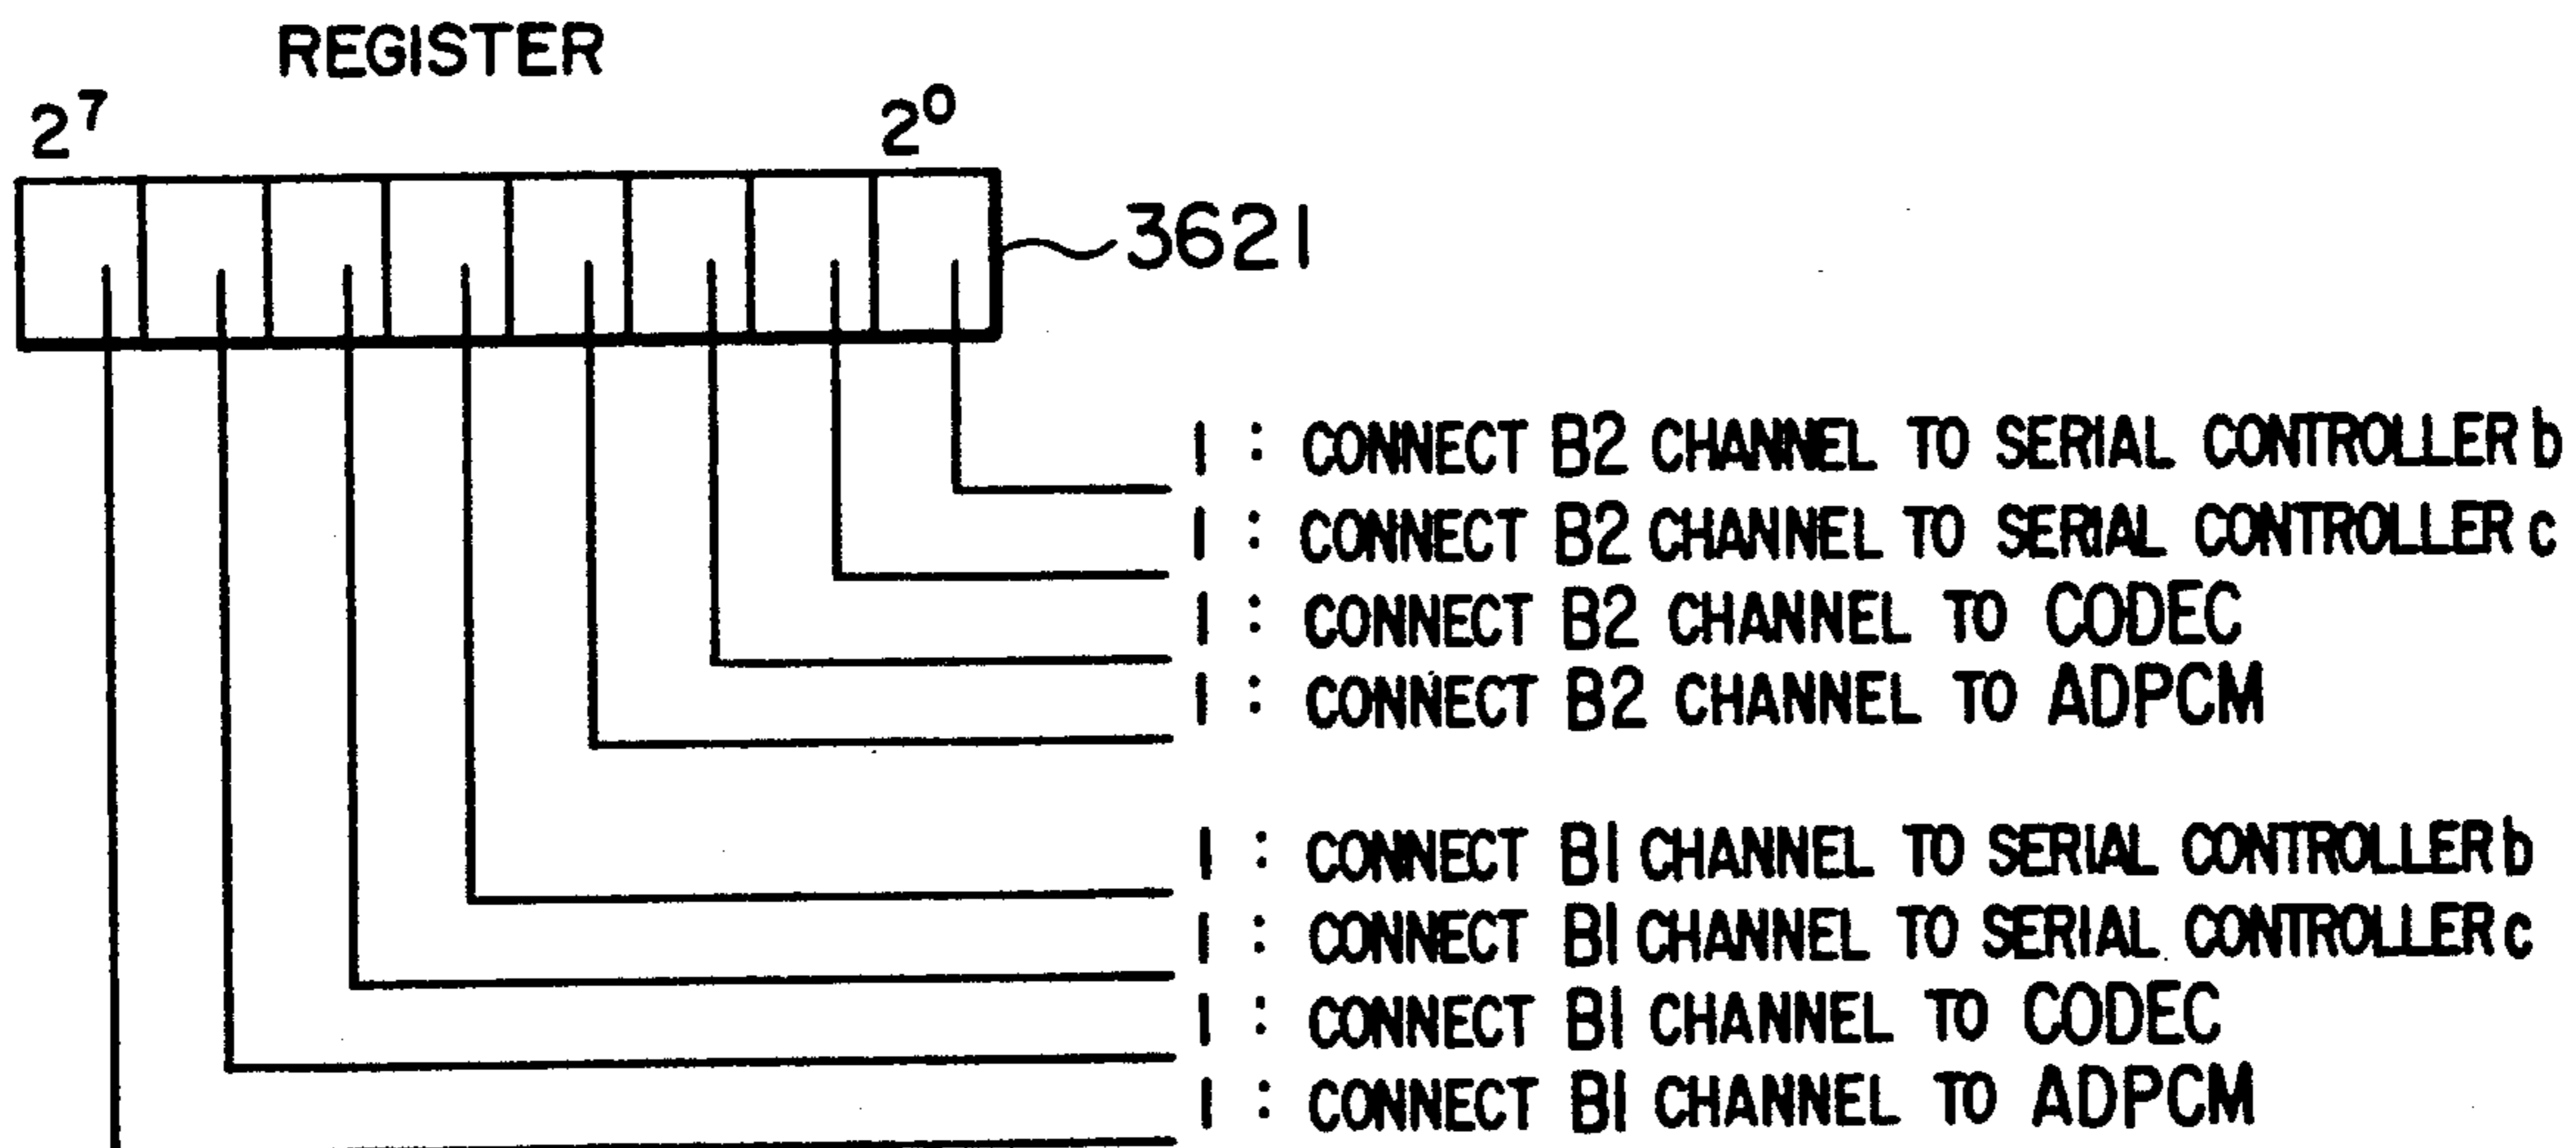 REGISTER
2⁷ 2⁰
3621
1 : CONNECT B2 CHANNEL TO SERIAL CONTROLLER b
1 : CONNECT B2 CHANNEL TO SERIAL CONTROLLER c
1 : CONNECT B2 CHANNEL TO CODEC
1 : CONNECT B2 CHANNEL TO ADPCM
1 : CONNECT B1 CHANNEL TO SERIAL CONTROLLER b
1 : CONNECT B1 CHANNEL TO SERIAL CONTROLLER c
1 : CONNECT B1 CHANNEL TO CODEC
1 : CONNECT B1 CHANNEL TO ADPCM